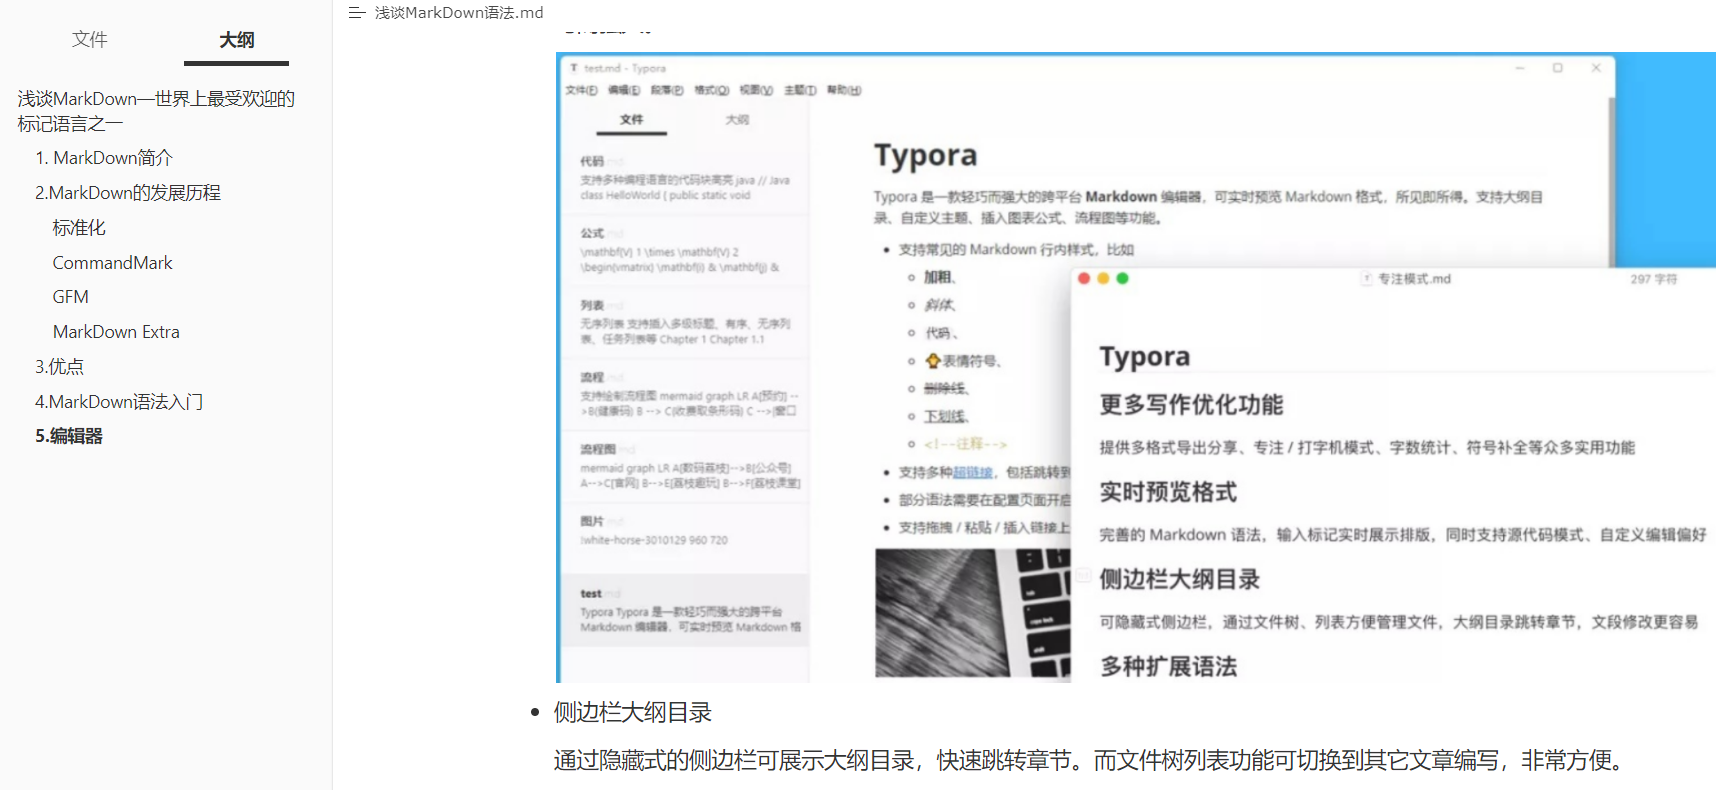 文件
大纲
浅谈MarkDown—世界上最受欢迎的
标记语言之一
1. MarkDown简介
2.MarkDown的发展历程
标准化
CommandMark
GFM
MarkDown Extra
3.优点
4.MarkDown语法入门
5.编辑器
浅谈MarkDown语法.md
test.md - Typora
文件(F) 编辑(E) 段落(P) 格式(O) 视图(V) 主题(T) 帮助(H)
文件
大纲
代码.md
支持多种编程语言的代码块高亮 java // Java
class HelloWorld { public static void
公式.md
\mathbf{V} 1 \times \mathbf{V} 2
\begin{vmatrix} \mathbf{i} & \mathbf{j} &
列表.md
无序列表 支持插入多级标题、有序、无序列
表、任务列表等 Chapter 1 Chapter 1.1
流程.md
支持绘制流程图 mermaid graph LR A[预约] --
>B(健康码) B --> C(收费取条形码) C -->|窗口
流程图.md
mermaid graph LR A[数码荔枝]-->B[公众号]
A-->C[官网] B-->E[荔枝趣玩] B-->F[荔枝课堂]
图片.md
!white-horse-3010129 960 720
test.md
Typora Typora 是一款轻巧而强大的跨平台
Markdown 编辑器，可实时预览 Markdown 格
Typora
Typora 是一款轻巧而强大的跨平台 Markdown 编辑器，可实时预览 Markdown 格式，所见即所得。支持大纲目
录、自定义主题、插入图表公式、流程图等功能。
支持常见的 Markdown 行内样式，比如
加粗、
斜体、
代码 、
🐥表情符号、
删除线、
下划线、
<!--注释-->
支持多种超链接，包括跳转到
部分语法需要在配置页面开启
支持拖拽 / 粘贴 / 插入链接上
专注模式.md
297 字符
Typora
更多写作优化功能
提供多格式导出分享、专注 / 打字机模式、字数统计、符号补全等众多实用功能
实时预览格式
完善的 Markdown 语法，输入标记实时展示排版，同时支持源代码模式、自定义编辑偏好
侧边栏大纲目录
可隐藏式侧边栏，通过文件树、列表方便管理文件，大纲目录跳转章节，文段修改更容易
多种扩展语法
侧边栏大纲目录
通过隐藏式的侧边栏可展示大纲目录，快速跳转章节。而文件树列表功能可切换到其它文章编写，非常方便。